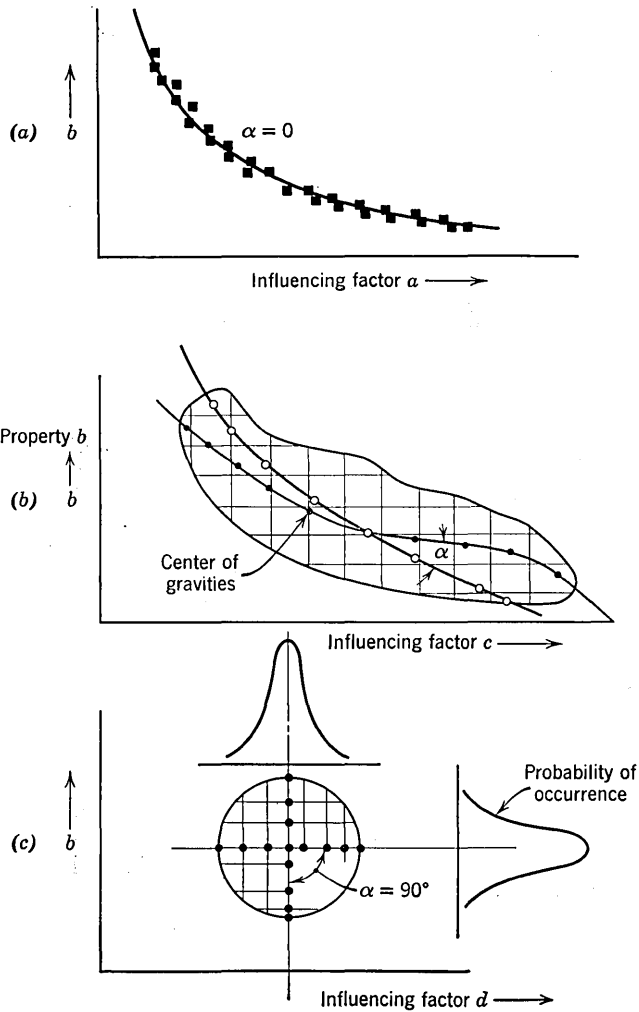 (a) b
α = 0
Influencing factor a
Property b
(b) b
Center of
gravities
α
Influencing factor c
Probability of
occurrence
(c) b
α = 90°
Influencing factor d